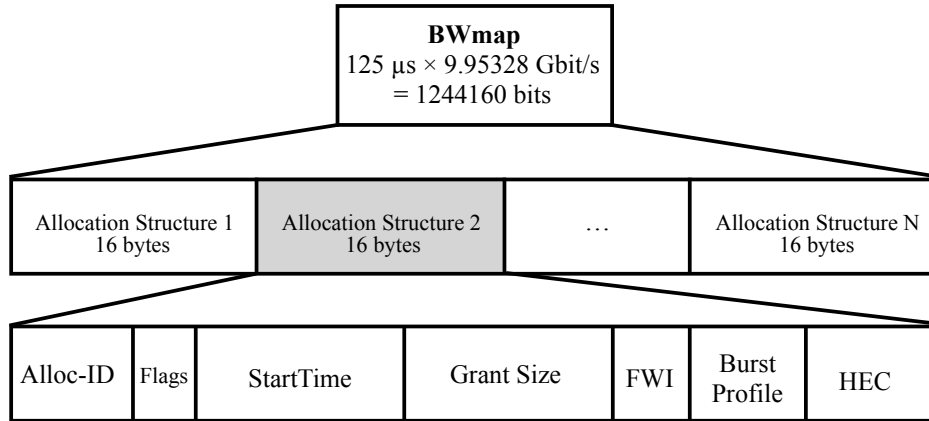 BWmap
125 µs × 9.95328 Gbit/s
= 1244160 bits
Allocation Structure 1
16 bytes
Allocation Structure 2
16 bytes
…
Allocation Structure N
16 bytes
Alloc-ID
Flags
StartTime
Grant Size
FWI
Burst
Profile
HEC